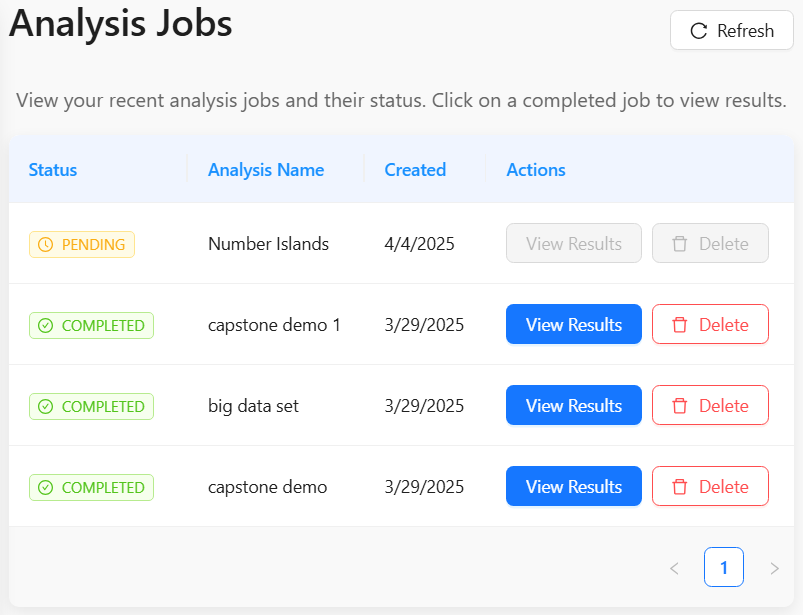 Analysis Jobs
Refresh
View your recent analysis jobs and their status. Click on a completed job to view results.
Status Analysis Name Created Actions
PENDING Number Islands 4/4/2025 View Results Delete
COMPLETED capstone demo 1 3/29/2025 View Results Delete
COMPLETED big data set 3/29/2025 View Results Delete
COMPLETED capstone demo 3/29/2025 View Results Delete
< 1 >